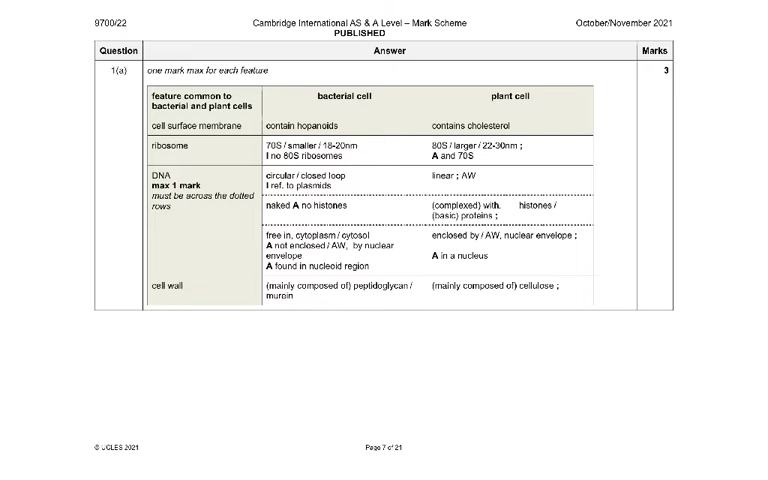 9700/22 Cambridge International AS & A Level – Mark Scheme October/November 2021
PUBLISHED
Question Answer Marks
1(a) one mark max for each feature 3
feature common to bacterial cell plant cell
bacterial and plant cells
cell surface membrane contain hopanoids contains cholesterol
ribosome 70S / smaller / 18-20nm 80S / larger / 22-30nm ;
I no 80S ribosomes A and 70S
DNA circular / closed loop linear ; AW
max 1 mark I ref. to plasmids
must be across the dotted
rows naked A no histones (complexed) with. histones /
(basic) proteins ;
free in, cytoplasm / cytosol enclosed by / AW, nuclear envelope ;
A not enclosed / AW, by nuclear
envelope A in a nucleus
A found in nucleoid region
cell wall (mainly composed of) peptidoglycan / (mainly composed of) cellulose ;
murein
© UCLES 2021 Page 7 of 21